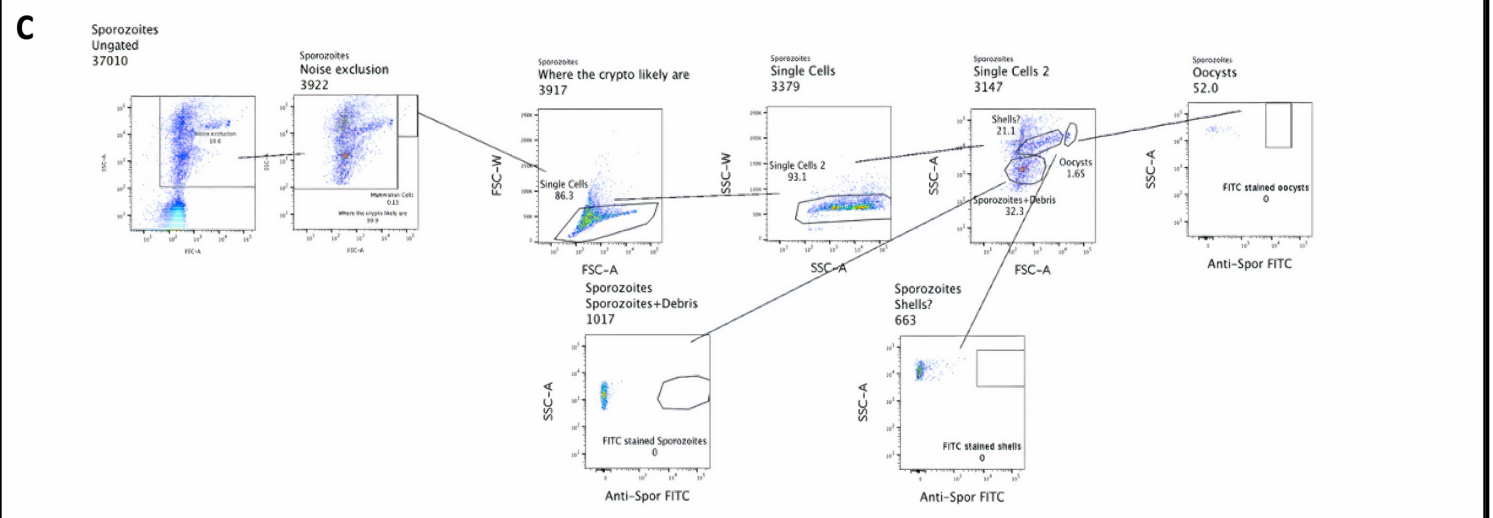 C
Sporozoites
Ungated
37010
Noise exclusion
SSC-A
FSC-A
Sporozoites
Noise exclusion
3922
Mammalian Cells
0.13
Where the crypto likely are
99.9
SSC-A
FSC-A
Sporozoites
Where the crypto likely are
3917
Single Cells
86.3
FSC-W
FSC-A
Sporozoites
Single Cells
3379
Single Cells 2
93.1
SSC-W
SSC-A
Sporozoites
Single Cells 2
3147
Shells?
21.1
Oocysts
1.65
Sporozoites+Debris
32.3
SSC-A
FSC-A
Sporozoites
Oocysts
52.0
FITC stained oocysts
0
SSC-A
Anti-Spor FITC
Sporozoites
Sporozoites+Debris
1017
FITC stained Sporozoites
0
SSC-A
Anti-Spor FITC
Sporozoites
Shells?
663
FITC stained shells
0
SSC-A
Anti-Spor FITC